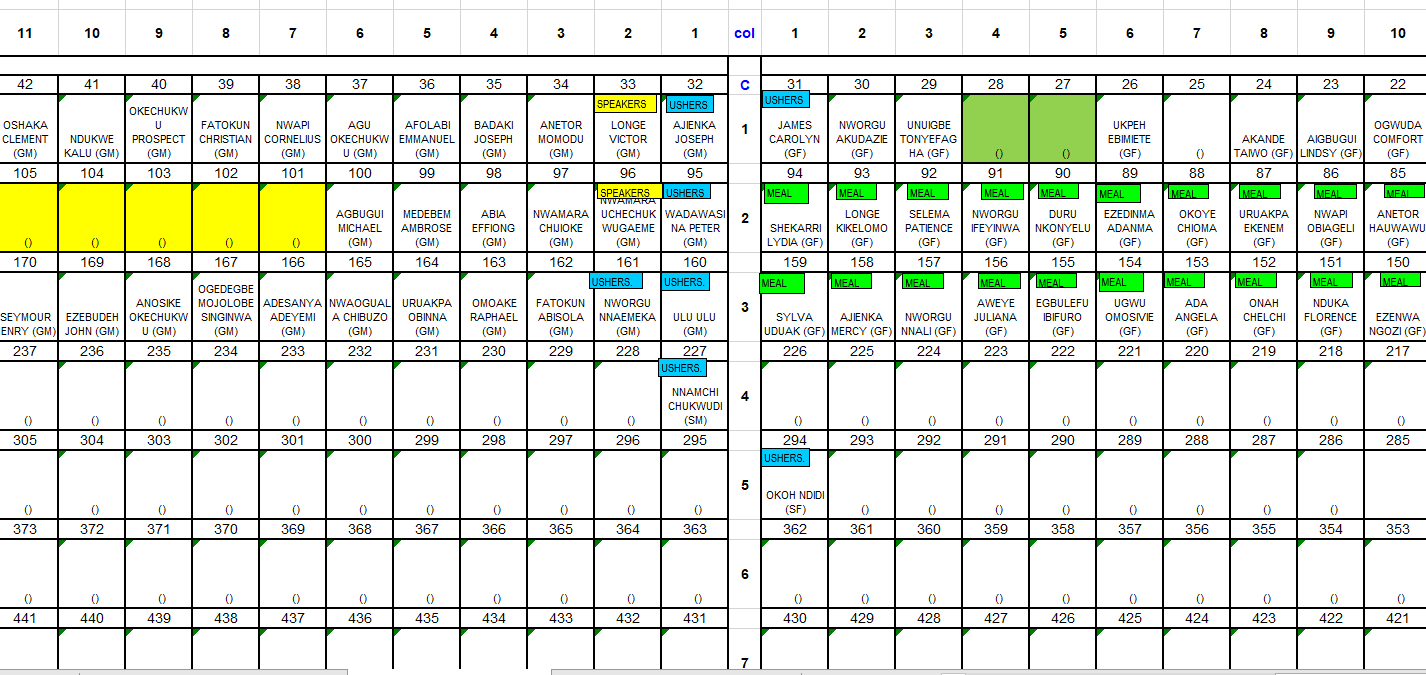 11 10 9 8 7 6 5 4 3 2 1 col 1 2 3 4 5 6 7 8 9 10
42 41 40 39 38 37 36 35 34 33 32 C 31 30 29 28 27 26 25 24 23 22
SPEAKERS USHERS USHERS
1
OSHAKA CLEMENT (GM)
NDUKWE KALU (GM)
OKECHUKWU PROSPECT (GM)
FATOKUN CHRISTIAN (GM)
NWAPI CORNELIUS (GM)
AGU OKECHUKWU (GM)
AFOLABI EMMANUEL (GM)
BADAKI JOSEPH (GM)
ANETOR MOMODU (GM)
LONGE VICTOR (GM)
AJIENKA JOSEPH (GM)
JAMES CAROLYN (GF)
NWORGU AKUDAZIE (GF)
UNUIGBE TONYEFAGHA (GF)
()
()
UKPEH EBIMIETE (GF)
()
AKANDE TAIWO (GF)
AIGBUGUI LINDSY (GF)
OGWUDA COMFORT (GF)
105 104 103 102 101 100 99 98 97 96 95 94 93 92 91 90 89 88 87 86 85
SPEAKERS USHERS MEAL MEAL MEAL MEAL MEAL MEAL MEAL MEAL MEAL MEAL
2
()
()
()
()
()
AGBUGUI MICHAEL (GM)
MEDEBEM AMBROSE (GM)
ABIA EFFIONG (GM)
NWAMARA CHIJIOKE (GM)
NWAMARA UCHECHUKWUGAEME (GM)
WADAWASINA PETER (GM)
SHEKARRI LYDIA (GF)
LONGE KIKELOMO (GF)
SELEMA PATIENCE (GF)
NWORGU IFEYINWA (GF)
DURU NKONYELU (GF)
EZEDINMA ADANMA (GF)
OKOYE CHIOMA (GF)
URUAKPA EKENEM (GF)
NWAPI OBIAGELI (GF)
ANETOR HAUWAWU (GF)
170 169 168 167 166 165 164 163 162 161 160 159 158 157 156 155 154 153 152 151 150
USHERS. USHERS. MEAL MEAL MEAL MEAL MEAL MEAL MEAL MEAL MEAL MEAL
3
SEYMOUR ENRY (GM)
EZEBUDEH JOHN (GM)
ANOSIKE OKECHUKWU (GM)
OGEDEGBE MOJOLOBE SINGINWA (GM)
ADESANYA ADEYEMI (GM)
NWAOGUALA CHIBUZO (GM)
URUAKPA OBINNA (GM)
OMOAKE RAPHAEL (GM)
FATOKUN ABISOLA (GM)
NWORGU NNAEMEKA (GM)
ULU ULU (GM)
SYLVA UDUAK (GF)
AJIENKA MERCY (GF)
NWORGU NNALI (GF)
AWEYE JULIANA (GF)
EGBULEFU IBIFURO (GF)
UGWU OMOSIVIE (GF)
ADA ANGELA (GF)
ONAH CHELCHI (GF)
NDUKA FLORENCE (GF)
EZENWA NGOZI (GF)
237 236 235 234 233 232 231 230 229 228 227 226 225 224 223 222 221 220 219 218 217
USHERS.
4
() () () () () () () () () ()
NNAMCHI CHUKWUDI (SM)
() () () () () () () () () ()
305 304 303 302 301 300 299 298 297 296 295 294 293 292 291 290 289 288 287 286 285
USHERS.
5
() () () () () () () () () () ()
OKOH NDIDI (SF)
() () () () () () () () ()
373 372 371 370 369 368 367 366 365 364 363 362 361 360 359 358 357 356 355 354 353
6
() () () () () () () () () () () () () () () () () () () () ()
441 440 439 438 437 436 435 434 433 432 431 430 429 428 427 426 425 424 423 422 421
7